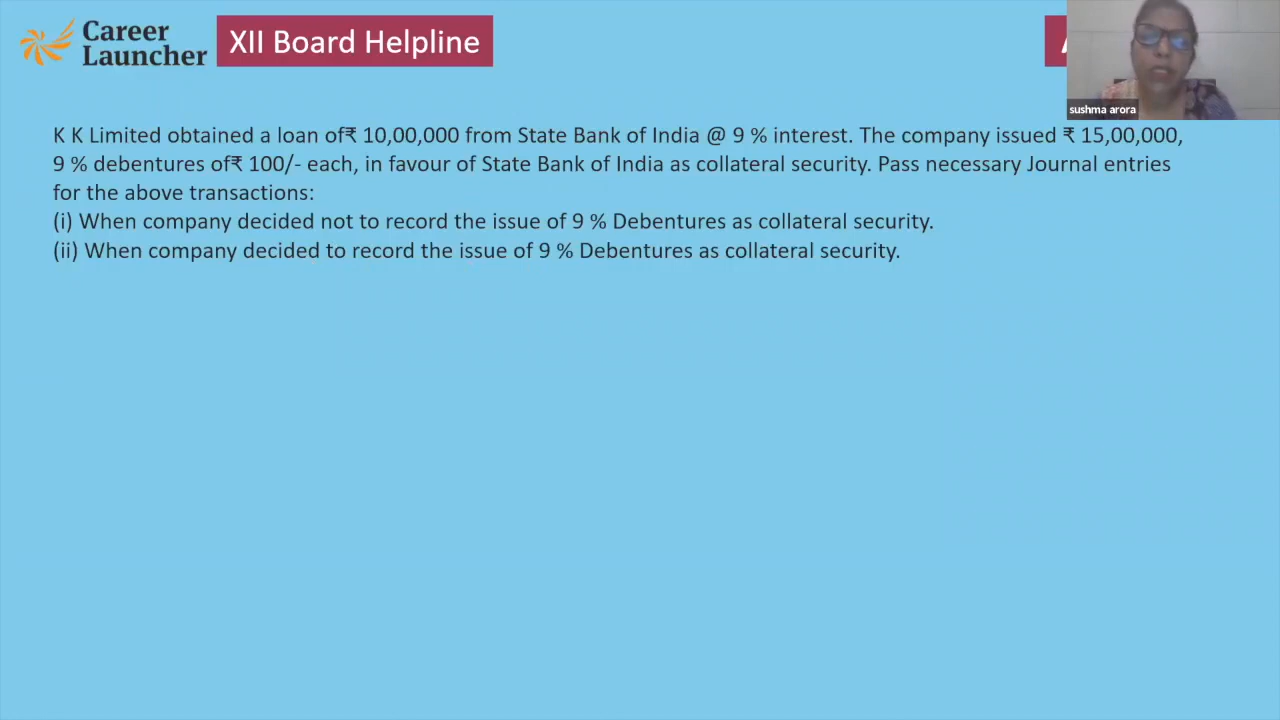 Career
Launcher
XII Board Helpline
sushma arora
K K Limited obtained a loan of₹ 10,00,000 from State Bank of India @ 9 % interest. The company issued ₹ 15,00,000,
9 % debentures of₹ 100/- each, in favour of State Bank of India as collateral security. Pass necessary Journal entries
for the above transactions:
(i) When company decided not to record the issue of 9 % Debentures as collateral security.
(ii) When company decided to record the issue of 9 % Debentures as collateral security.